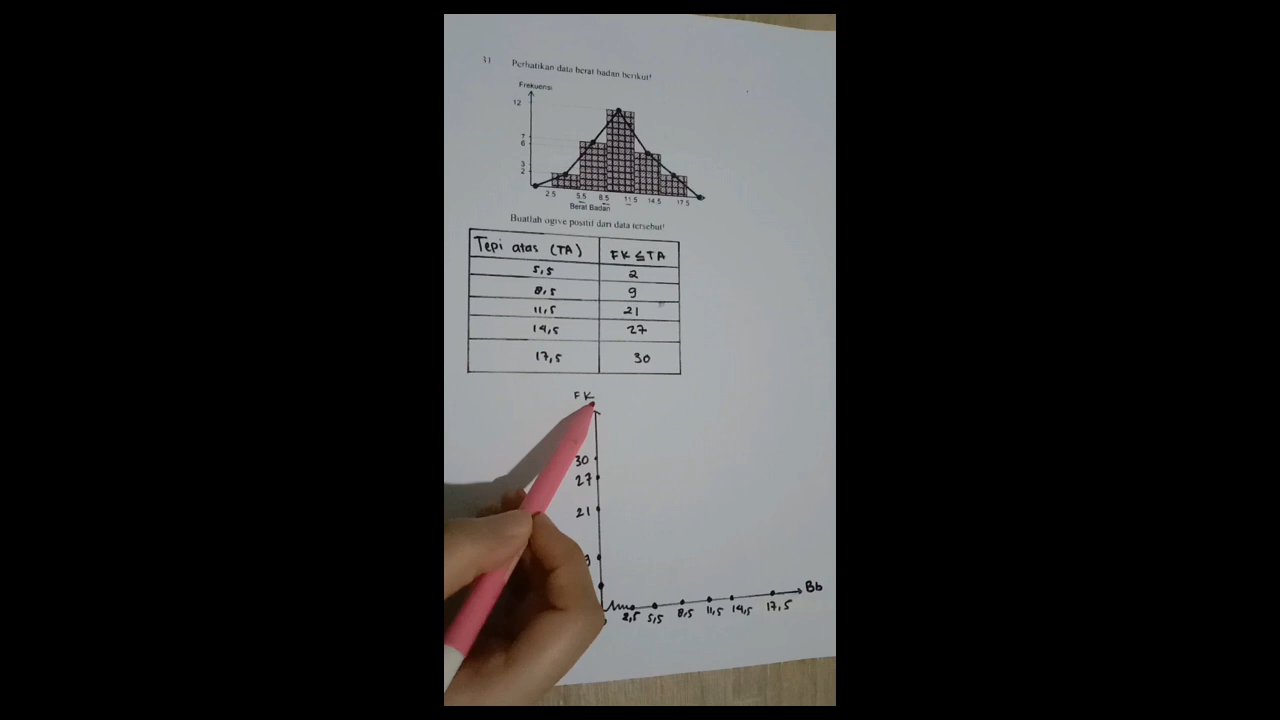 31 Perhatikan data berat badan berikut!
Frekuensi
12
7
6
3
2
2.5 5.5 8.5 11.5 14.5 17.5
Berat Badan
Buatlah ogive positif dari data tersebut!
Tepi atas (TA) FK ≤ TA
5,5 2
8,5 9
11,5 21
14,5 27
17,5 30
FK
30
27
21
2,5 5,5 8,5 11,5 14,5 17,5 Bb